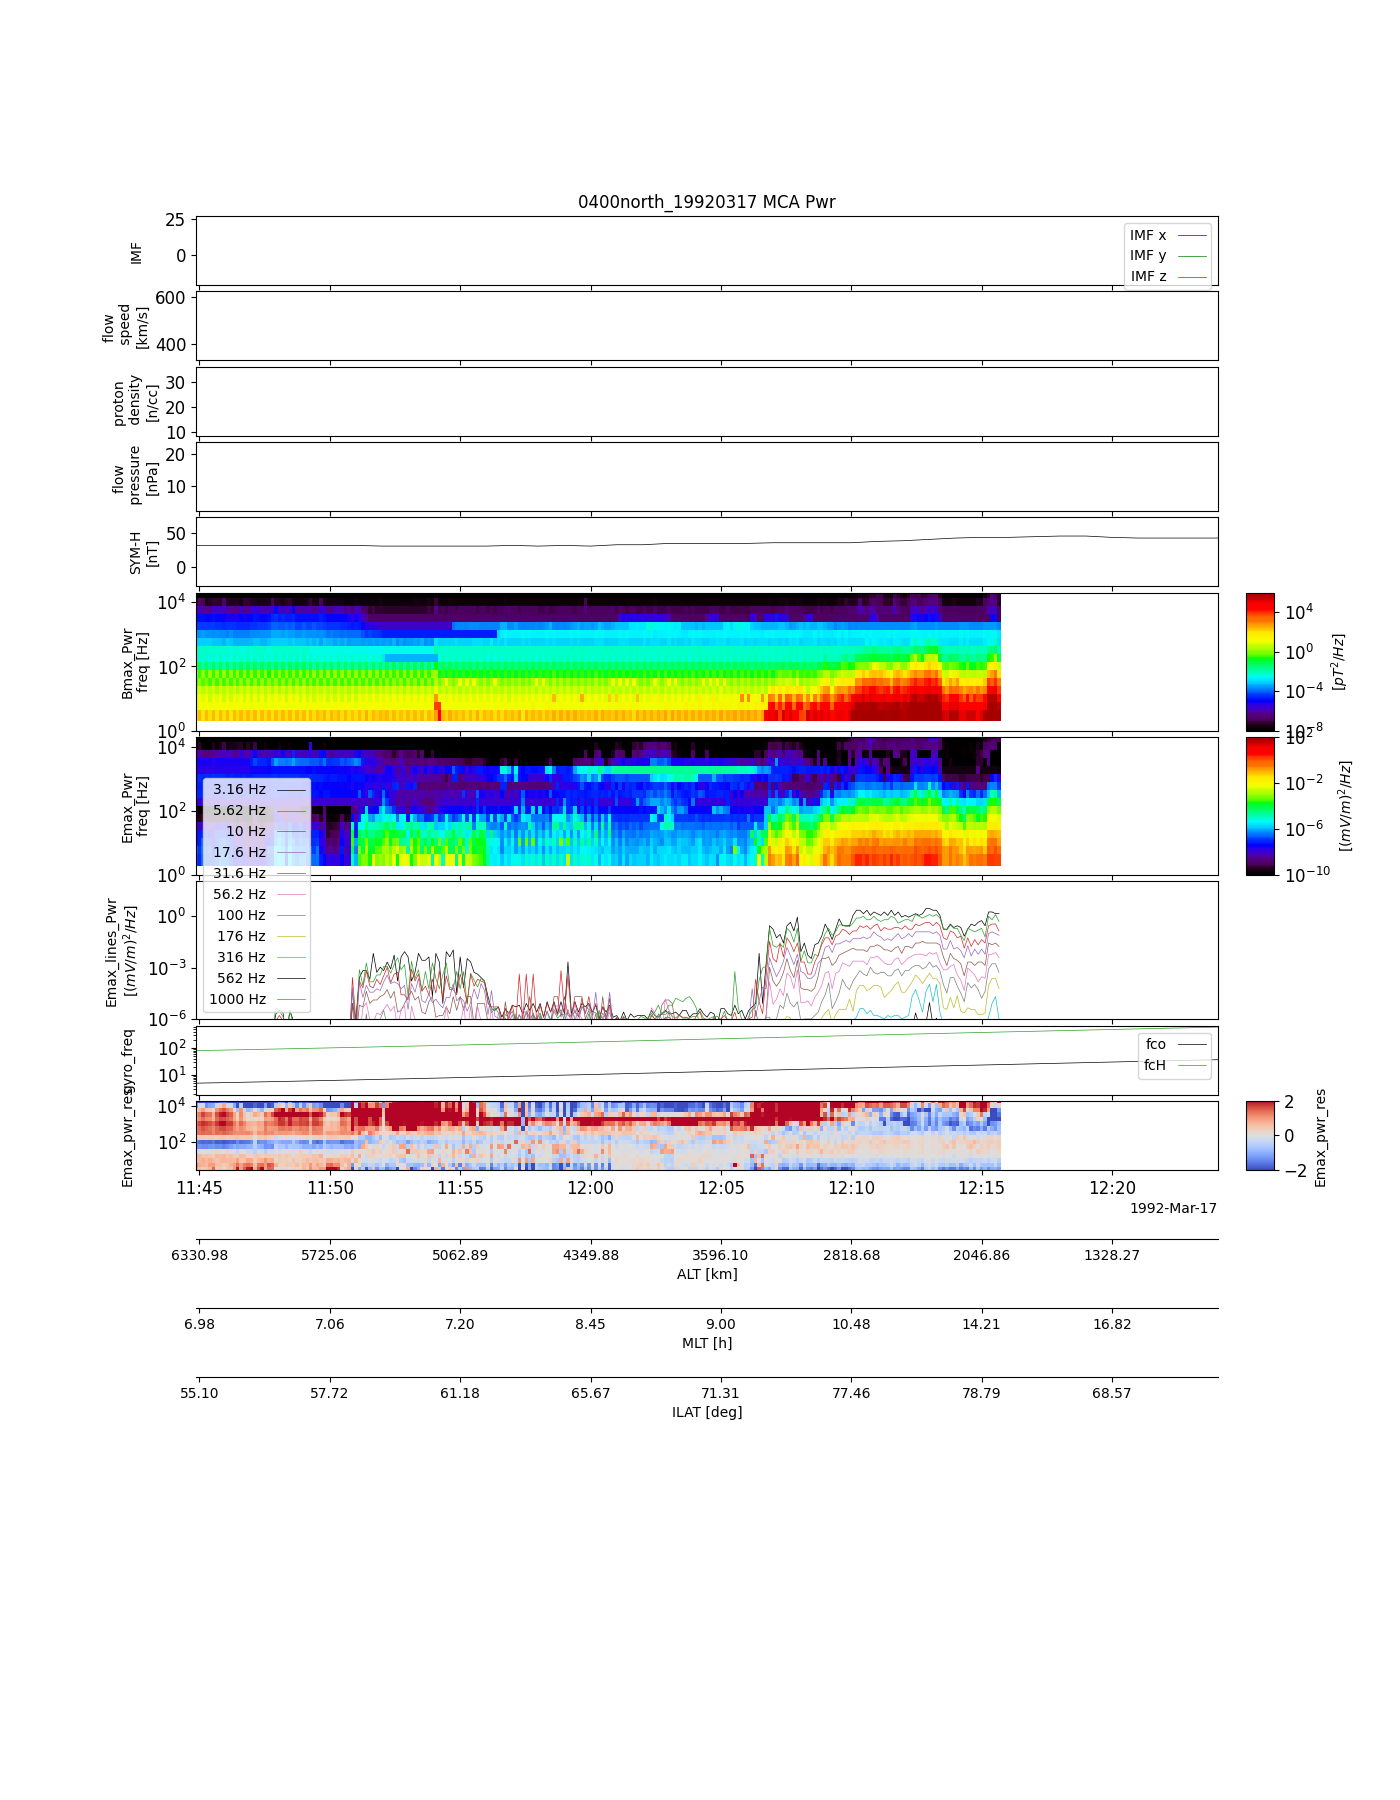 0400north_19920317 MCA Pwr
25
0
IMF
IMF x
IMF y
IMF z
600
400
flow
speed
[km/s]
30
20
10
proton
density
[n/cc]
20
10
flow
pressure
[nPa]
50
0
SYM-H
[nT]
10^4
10^2
10^0
Bmax_Pwr
freq [Hz]
10^4
10^0
10^-4
10^-8
[pT^2/Hz]
10^4
10^2
10^0
Emax_Pwr
freq [Hz]
10^2
10^-2
10^-6
10^-10
[(mV/m)^2/Hz]
3.16 Hz
5.62 Hz
10 Hz
17.6 Hz
31.6 Hz
56.2 Hz
100 Hz
176 Hz
316 Hz
562 Hz
1000 Hz
10^0
10^-3
10^-6
Emax_lines_Pwr
[(mV/m)^2/Hz]
10^2
10^1
gyro_freq
fco
fcH
10^4
10^2
Emax_pwr_res
2
0
−2
Emax_pwr_res
11:45 11:50 11:55 12:00 12:05 12:10 12:15 12:20
1992-Mar-17
6330.98 5725.06 5062.89 4349.88 3596.10 2818.68 2046.86 1328.27
ALT [km]
6.98 7.06 7.20 8.45 9.00 10.48 14.21 16.82
MLT [h]
55.10 57.72 61.18 65.67 71.31 77.46 78.79 68.57
ILAT [deg]